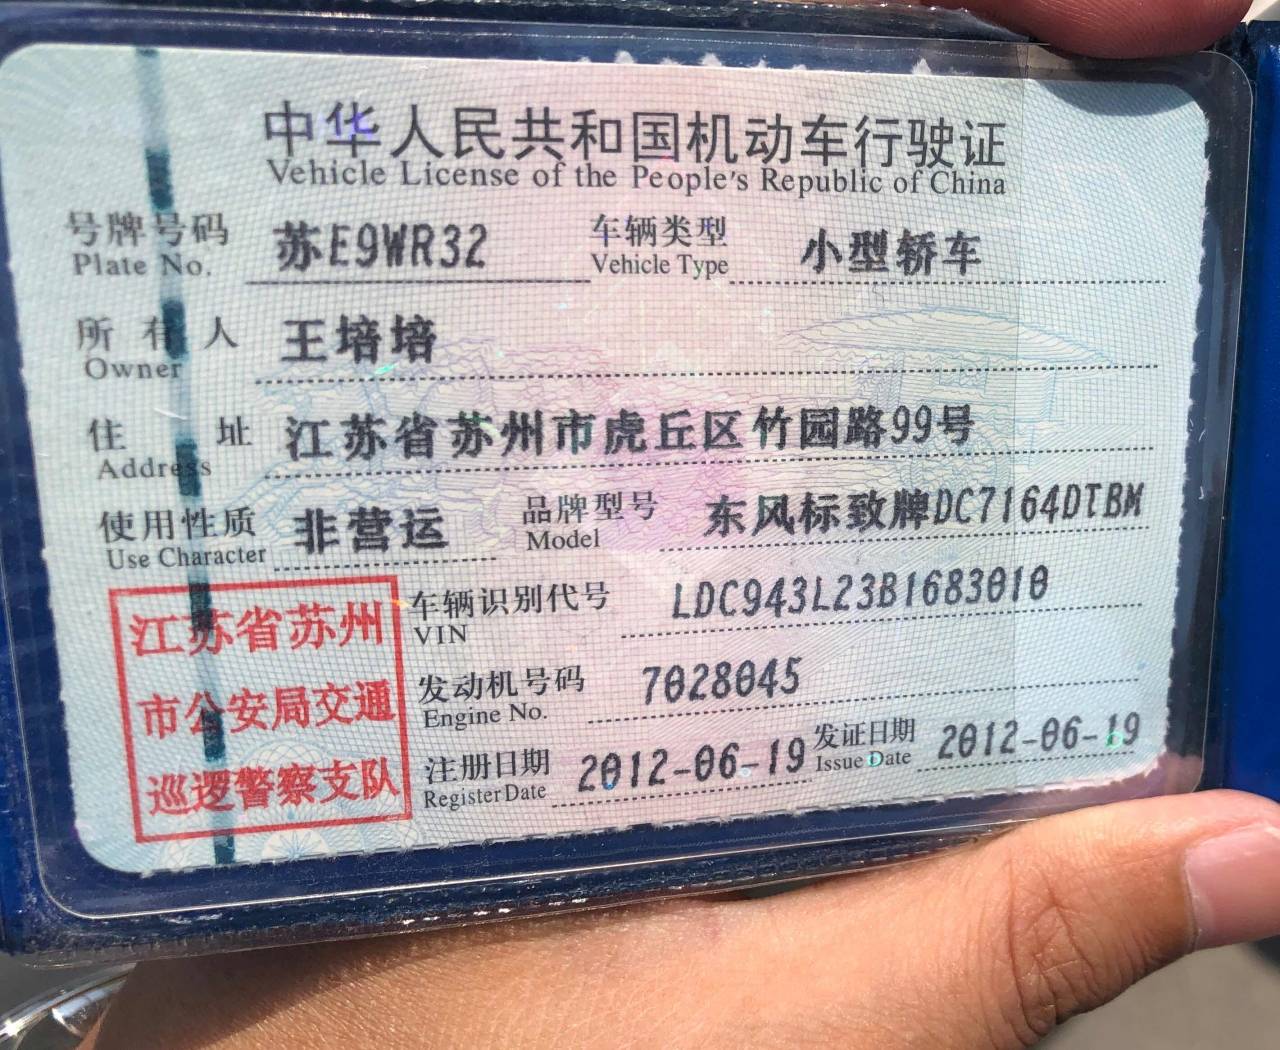 中华人民共和国机动车行驶证
Vehicle License of the People's Republic of China
号牌号码 苏E9WR32 车辆类型 小型轿车
Plate No. Vehicle Type
所有人 王培培
Owner
住址 江苏省苏州市虎丘区竹园路99号
Address
使用性质 非营运 品牌型号 东风标致牌DC7164DTBM
Use Character Model
江苏省苏州
市公安局交通
巡逻警察支队
车辆识别代号 LDC943L23B1683010
VIN
发动机号码 7028045
Engine No.
注册日期 2012-06-19 发证日期 2012-06-19
Register Date Issue Date